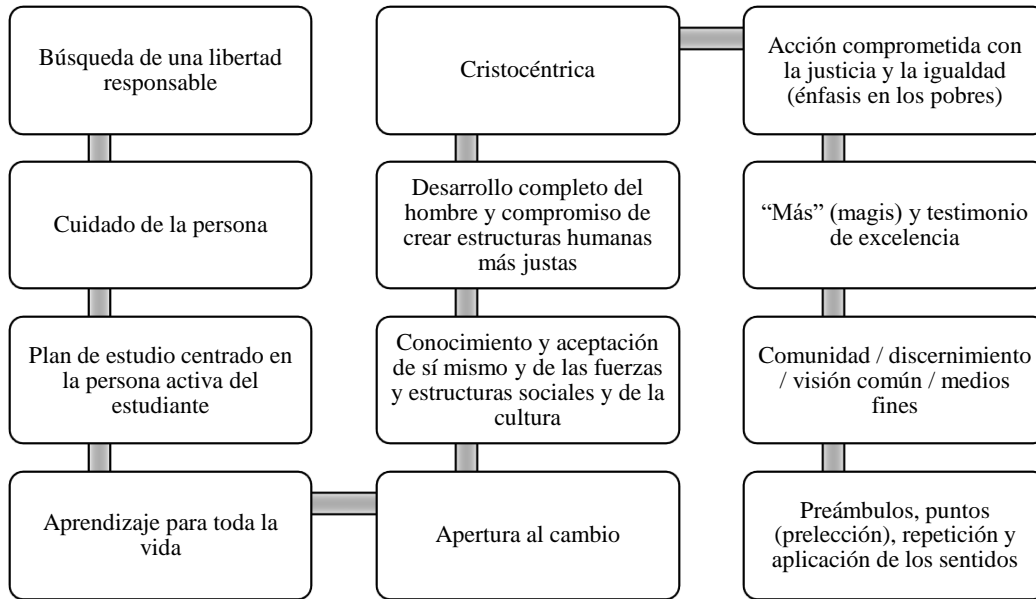 Búsqueda de una libertad
responsable
Cuidado de la persona
Plan de estudio centrado en
la persona activa del
estudiante
Aprendizaje para toda la
vida
Apertura al cambio
Conocimiento y aceptación
de sí mismo y de las fuerzas
y estructuras sociales y de la
cultura
Desarrollo completo del
hombre y compromiso de
crear estructuras humanas
más justas
Cristocéntrica
Acción comprometida con
la justicia y la igualdad
(énfasis en los pobres)
“Más” (magis) y testimonio
de excelencia
Comunidad / discernimiento
/ visión común / medios
fines
Preámbulos, puntos
(prelección), repetición y
aplicación de los sentidos